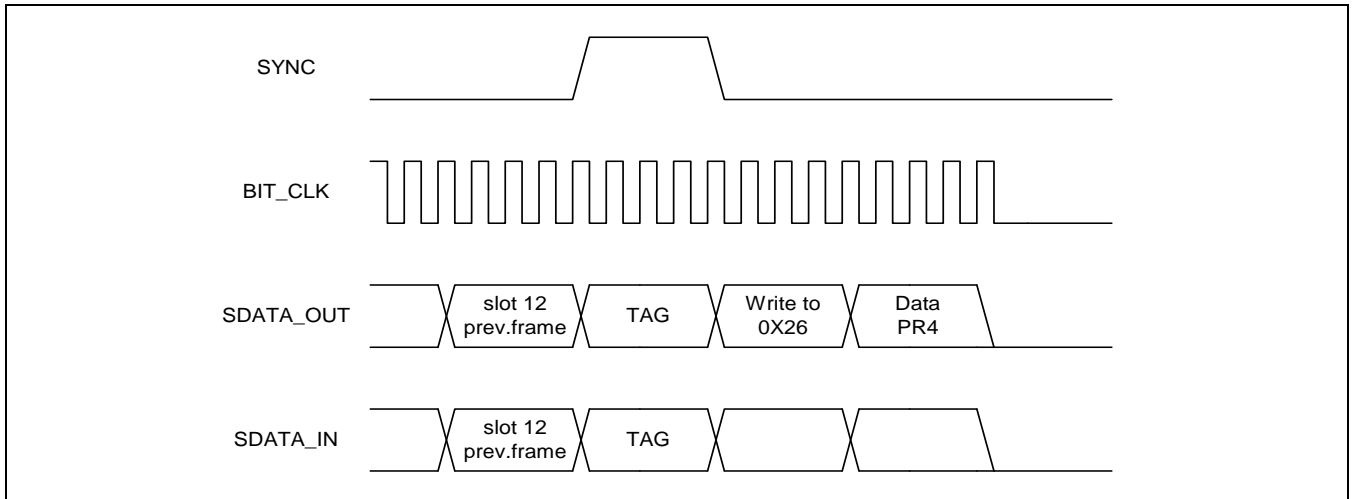 SYNC
BIT_CLK
SDATA_OUT
slot 12
prev.frame
TAG
Write to
0X26
Data
PR4
SDATA_IN
slot 12
prev.frame
TAG